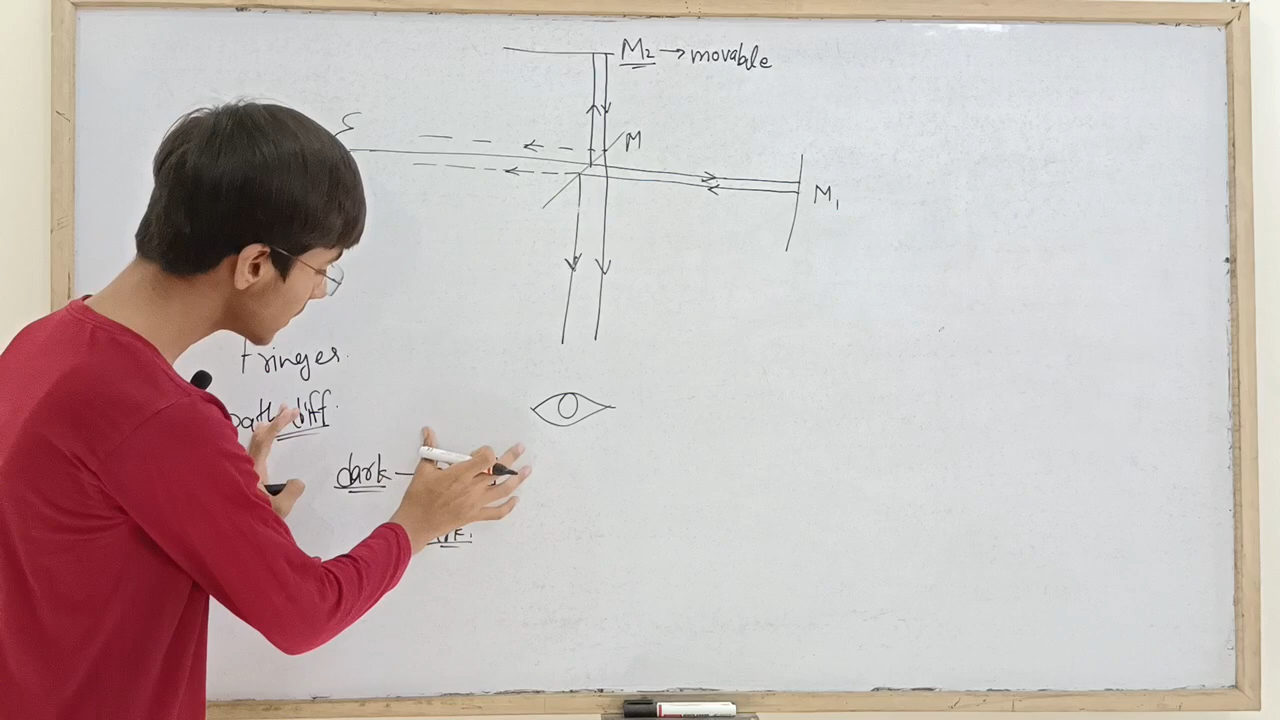 M2 → movable
S
M
M1
Fringes.
path diff.
dark –